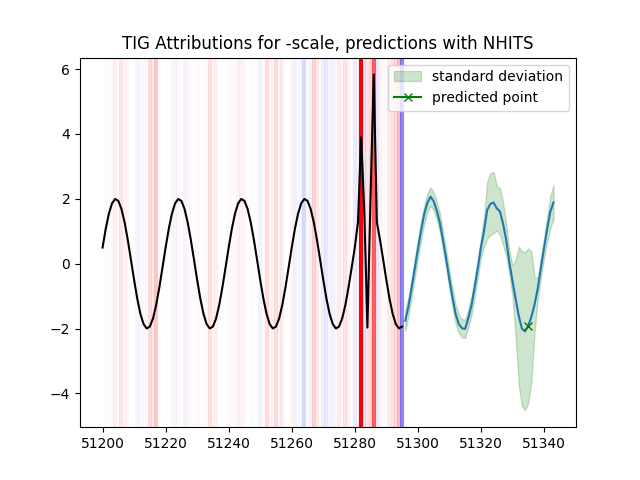 TIG Attributions for -scale, predictions with NHITS
standard deviation
predicted point
6
4
2
0
−2
−4
51200 51220 51240 51260 51280 51300 51320 51340